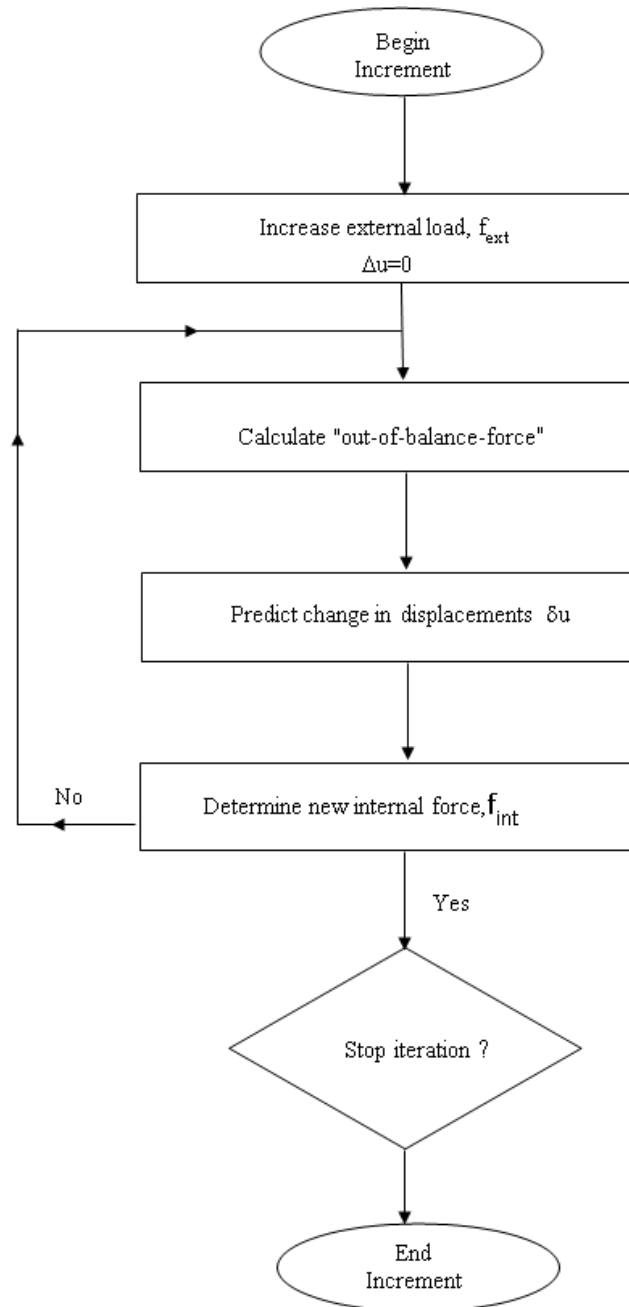 Begin
Increment
Increase external load, fext
Δu=0
Calculate "out-of-balance-force"
Predict change in displacements δu
No
Determine new internal force,fint
Yes
Stop iteration ?
End
Increment